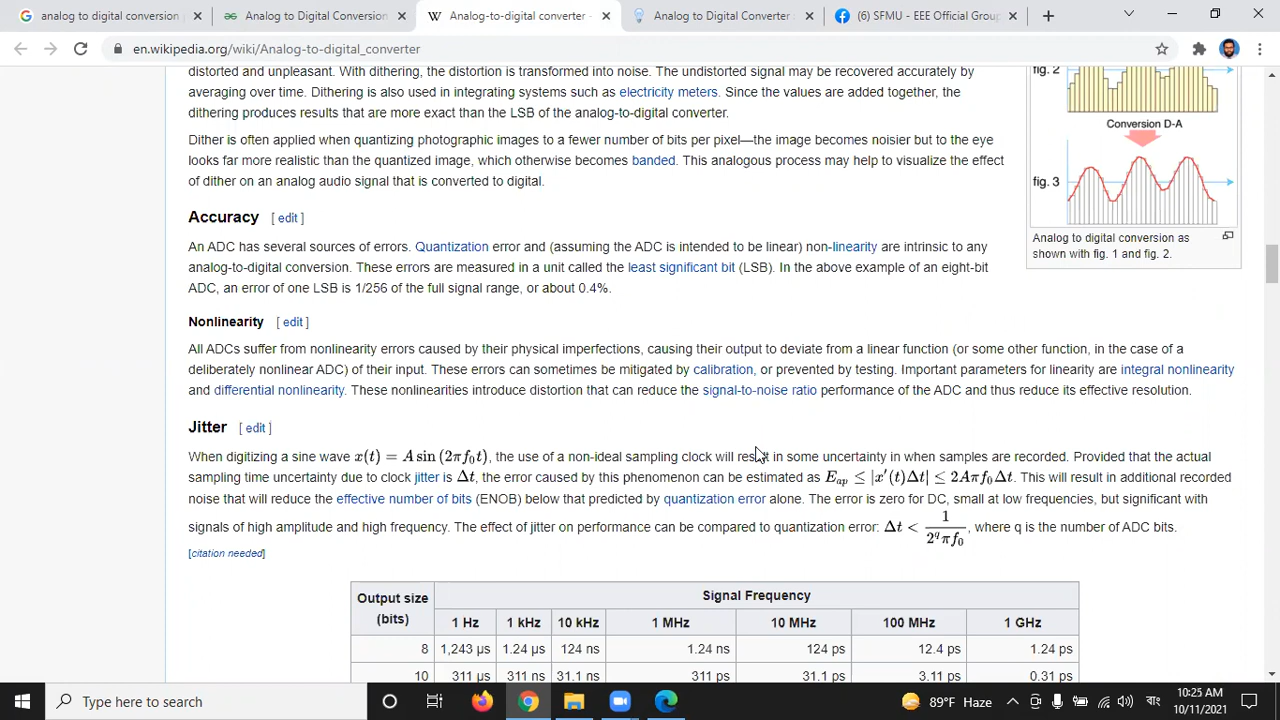 analog to digital conversion
Analog to Digital Conversion
Analog-to-digital converter -
Analog to Digital Converter
(6) SFMU - EEE Official Group
en.wikipedia.org/wiki/Analog-to-digital_converter
distorted and unpleasant. With dithering, the distortion is transformed into noise. The undistorted signal may be recovered accurately by
averaging over time. Dithering is also used in integrating systems such as electricity meters. Since the values are added together, the
dithering produces results that are more exact than the LSB of the analog-to-digital converter.
Dither is often applied when quantizing photographic images to a fewer number of bits per pixel—the image becomes noisier but to the eye
looks far more realistic than the quantized image, which otherwise becomes banded. This analogous process may help to visualize the effect
of dither on an analog audio signal that is converted to digital.
fig. 2
Conversion D-A
fig. 3
Analog to digital conversion as
shown with fig. 1 and fig. 2.
Accuracy [ edit ]
An ADC has several sources of errors. Quantization error and (assuming the ADC is intended to be linear) non-linearity are intrinsic to any
analog-to-digital conversion. These errors are measured in a unit called the least significant bit (LSB). In the above example of an eight-bit
ADC, an error of one LSB is 1/256 of the full signal range, or about 0.4%.
Nonlinearity [ edit ]
All ADCs suffer from nonlinearity errors caused by their physical imperfections, causing their output to deviate from a linear function (or some other function, in the case of a
deliberately nonlinear ADC) of their input. These errors can sometimes be mitigated by calibration, or prevented by testing. Important parameters for linearity are integral nonlinearity
and differential nonlinearity. These nonlinearities introduce distortion that can reduce the signal-to-noise ratio performance of the ADC and thus reduce its effective resolution.
Jitter [ edit ]
When digitizing a sine wave x(t) = A sin (2πf₀t), the use of a non-ideal sampling clock will result in some uncertainty in when samples are recorded. Provided that the actual
sampling time uncertainty due to clock jitter is Δt, the error caused by this phenomenon can be estimated as E_ap ≤ |x′(t)Δt| ≤ 2Aπf₀Δt. This will result in additional recorded
noise that will reduce the effective number of bits (ENOB) below that predicted by quantization error alone. The error is zero for DC, small at low frequencies, but significant with
signals of high amplitude and high frequency. The effect of jitter on performance can be compared to quantization error: Δt < 1/(2^q πf₀), where q is the number of ADC bits.
[citation needed]
Output size (bits) Signal Frequency
1 Hz 1 kHz 10 kHz 1 MHz 10 MHz 100 MHz 1 GHz
8 1,243 µs 1.24 µs 124 ns 1.24 ns 124 ps 12.4 ps 1.24 ps
10 311 µs 311 ns 31.1 ns 311 ps 31.1 ps 3.11 ps 0.31 ps
Type here to search
89°F Haze
বাং
10:25 AM
10/11/2021